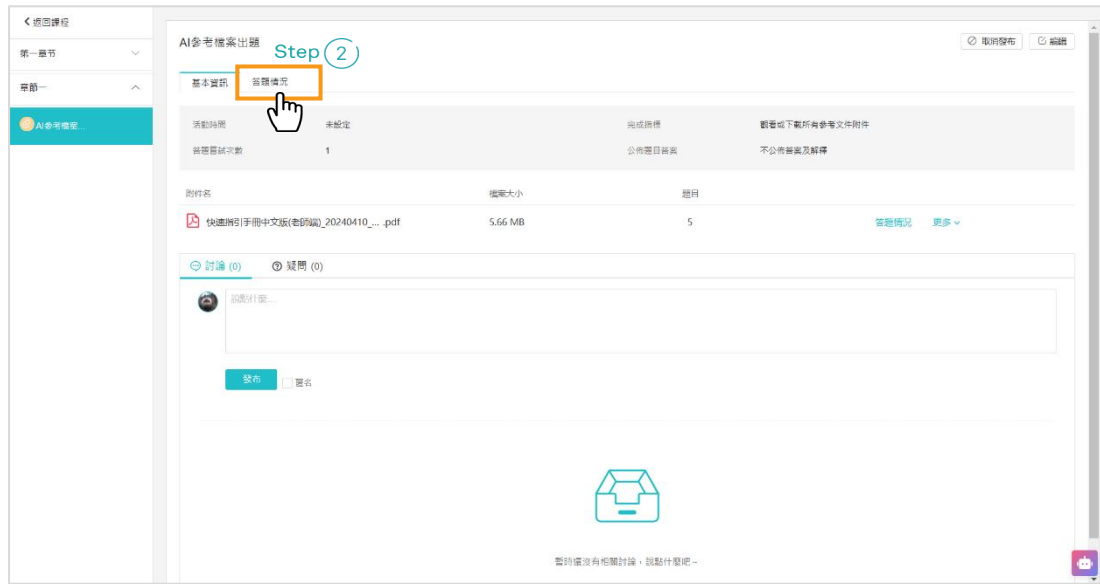 返回課程
第一章节
章節一
AI參考檔案...
AI參考檔案出題
Step 2
取消發布
編輯
基本資訊
答題情況
活動時間 未設定 完成指標 觀看或下載所有參考文件附件
答題嘗試次數 1 公佈題目答案 不公佈答案及解釋
附件名 檔案大小 題目
快速指引手冊中文版(老師端)_20240410_... .pdf 5.66 MB 5 答題情況 更多
討論 (0) 疑問 (0)
說點什麼...
發布 匿名
暫時還沒有相關討論，說點什麼吧~